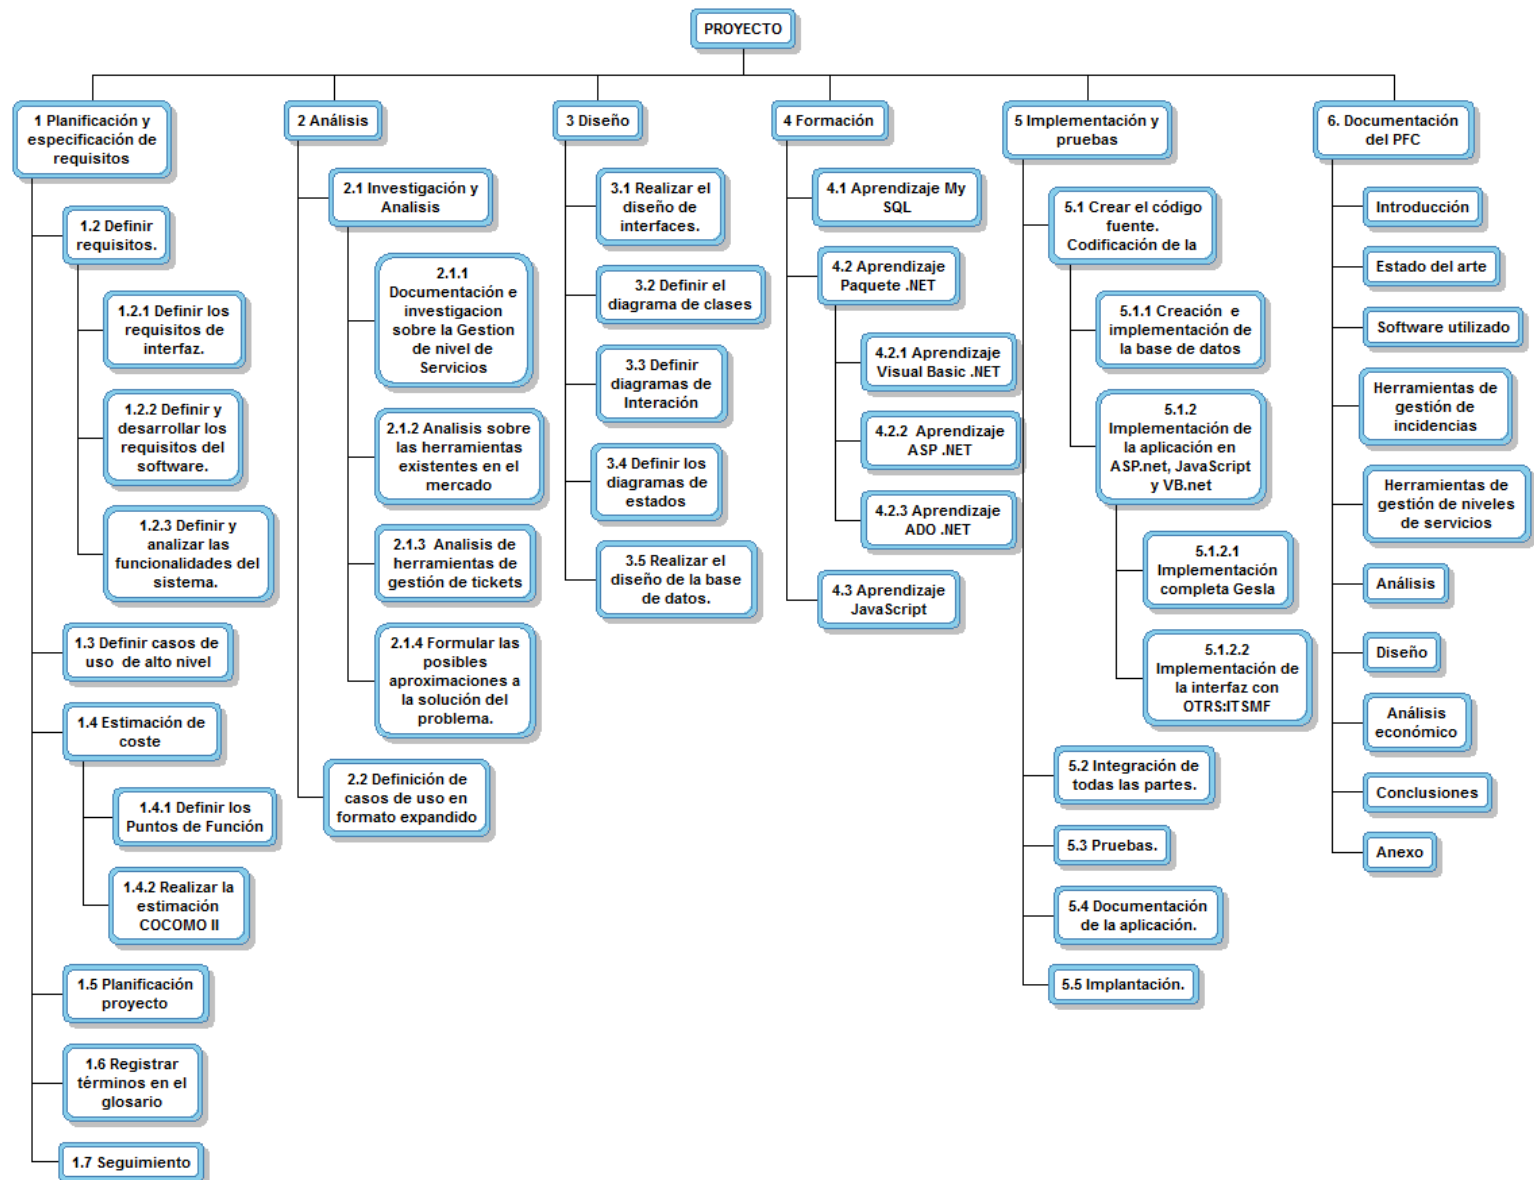 PROYECTO
1 Planificación y
especificación de
requisitos
1.2 Definir
requisitos.
1.2.1 Definir los
requisitos de
interfaz.
1.2.2 Definir y
desarrollar los
requisitos del
software.
1.2.3 Definir y
analizar las
funcionalidades del
sistema.
1.3 Definir casos de
uso de alto nivel
1.4 Estimación de
coste
1.4.1 Definir los
Puntos de Función
1.4.2 Realizar la
estimación
COCOMO II
1.5 Planificación
proyecto
1.6 Registrar
términos en el
glosario
1.7 Seguimiento
2 Análisis
2.1 Investigación y
Analisis
2.1.1
Documentación e
investigacion
sobre la Gestion
de nivel de
Servicios
2.1.2 Analisis sobre
las herramientas
existentes en el
mercado
2.1.3 Analisis de
herramientas de
gestión de tickets
2.1.4 Formular las
posibles
aproximaciones a
la solución del
problema.
2.2 Definición de
casos de uso en
formato expandido
3 Diseño
3.1 Realizar el
diseño de
interfaces.
3.2 Definir el
diagrama de clases
3.3 Definir
diagramas de
Interación
3.4 Definir los
diagramas de
estados
3.5 Realizar el
diseño de la base
de datos.
4 Formación
4.1 Aprendizaje My
SQL
4.2 Aprendizaje
Paquete .NET
4.2.1 Aprendizaje
Visual Basic .NET
4.2.2 Aprendizaje
ASP .NET
4.2.3 Aprendizaje
ADO .NET
4.3 Aprendizaje
JavaScript
5 Implementación y
pruebas
5.1 Crear el código
fuente.
Codificación de la
5.1.1 Creación e
implementación de
la base de datos
5.1.2
Implementación de
la aplicación en
ASP.net, JavaScript
y VB.net
5.1.2.1
Implementación
completa Gesla
5.1.2.2
Implementación de
la interfaz con
OTRS:ITSMF
5.2 Integración de
todas las partes.
5.3 Pruebas.
5.4 Documentación
de la aplicación.
5.5 Implantación.
6. Documentación
del PFC
Introducción
Estado del arte
Software utilizado
Herramientas de
gestión de
incidencias
Herramientas de
gestión de niveles
de servicios
Análisis
Diseño
Análisis
económico
Conclusiones
Anexo